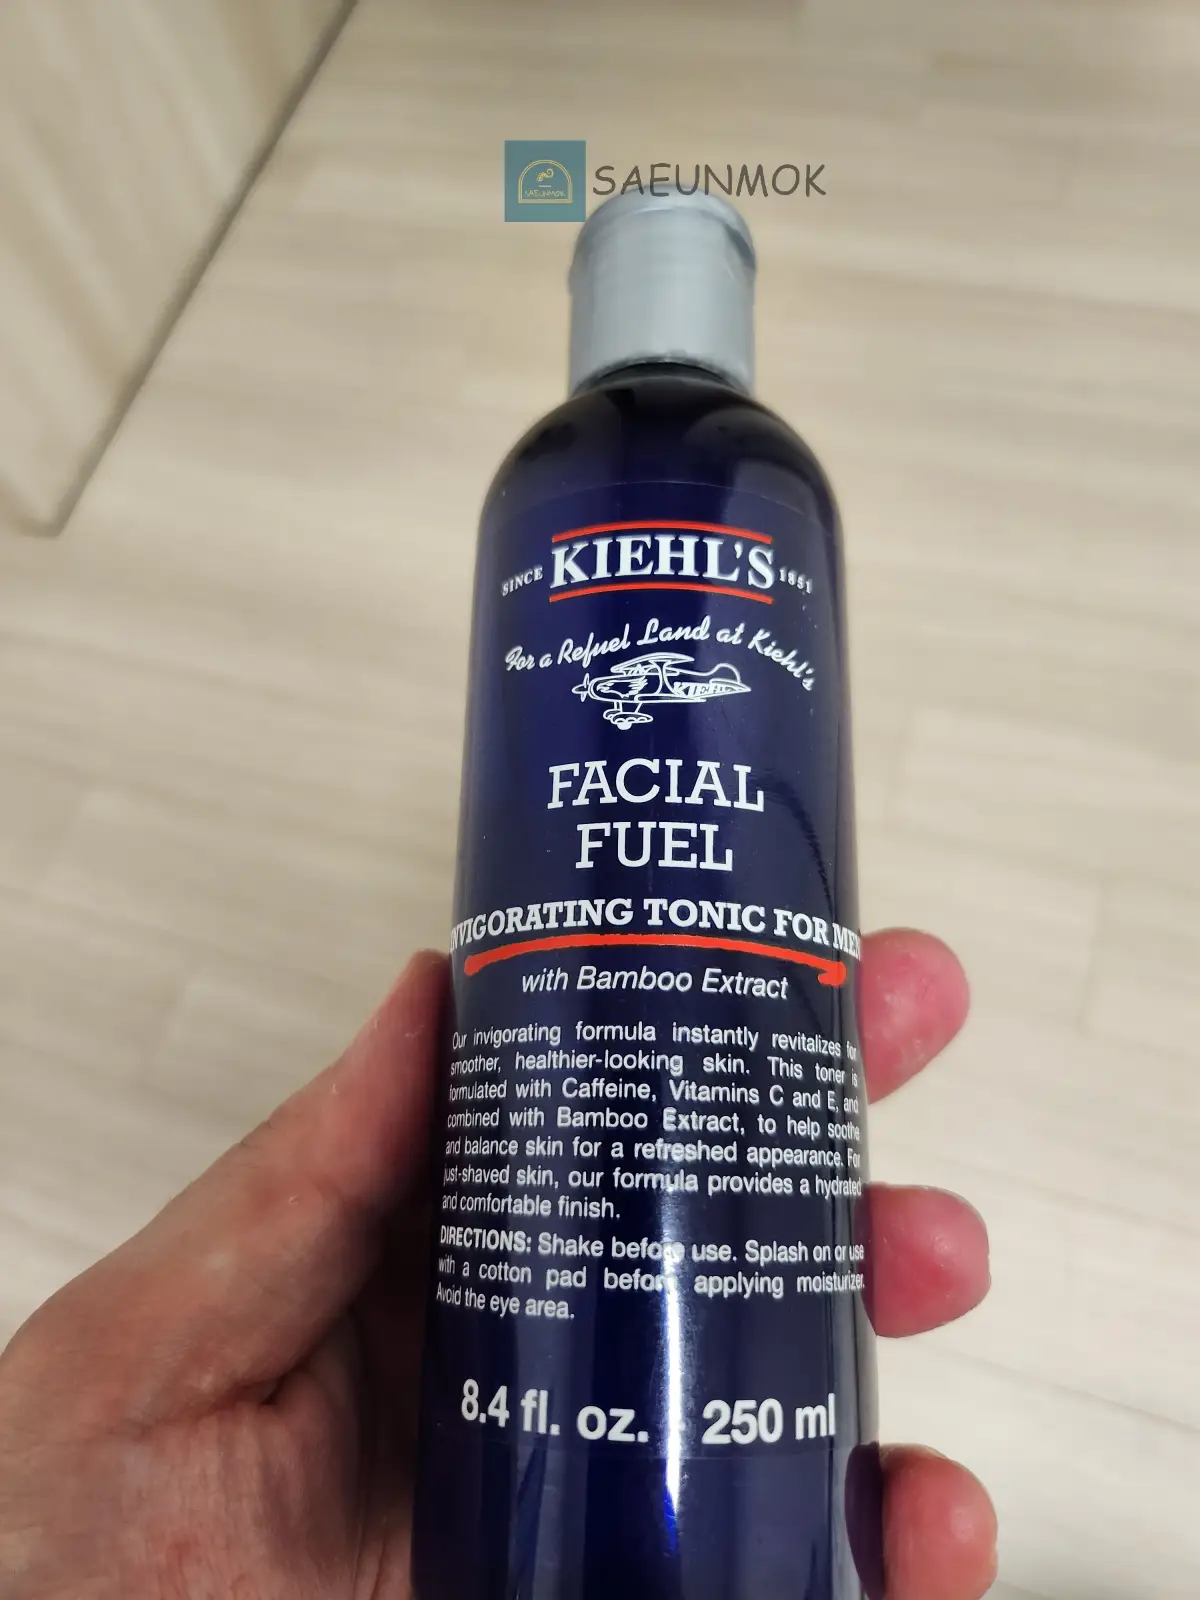 SAEUNMOK
SAEUNMOK
SINCE KIEHL'S 1851
For a Refuel Land at Kiehl's
KIEHL'S
FACIAL
FUEL
INVIGORATING TONIC FOR MEN
with Bamboo Extract
Our invigorating formula instantly revitalizes for
smoother, healthier-looking skin. This toner is
formulated with Caffeine, Vitamins C and E, and
combined with Bamboo Extract, to help soothe
and balance skin for a refreshed appearance. For
just-shaved skin, our formula provides a hydrated
and comfortable finish.
DIRECTIONS: Shake before use. Splash on or use
with a cotton pad before applying moisturizer.
Avoid the eye area.
8.4 fl. oz. 250 ml